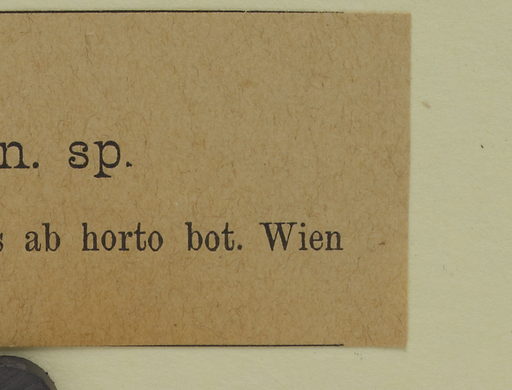 n. sp.
s ab horto bot. Wien